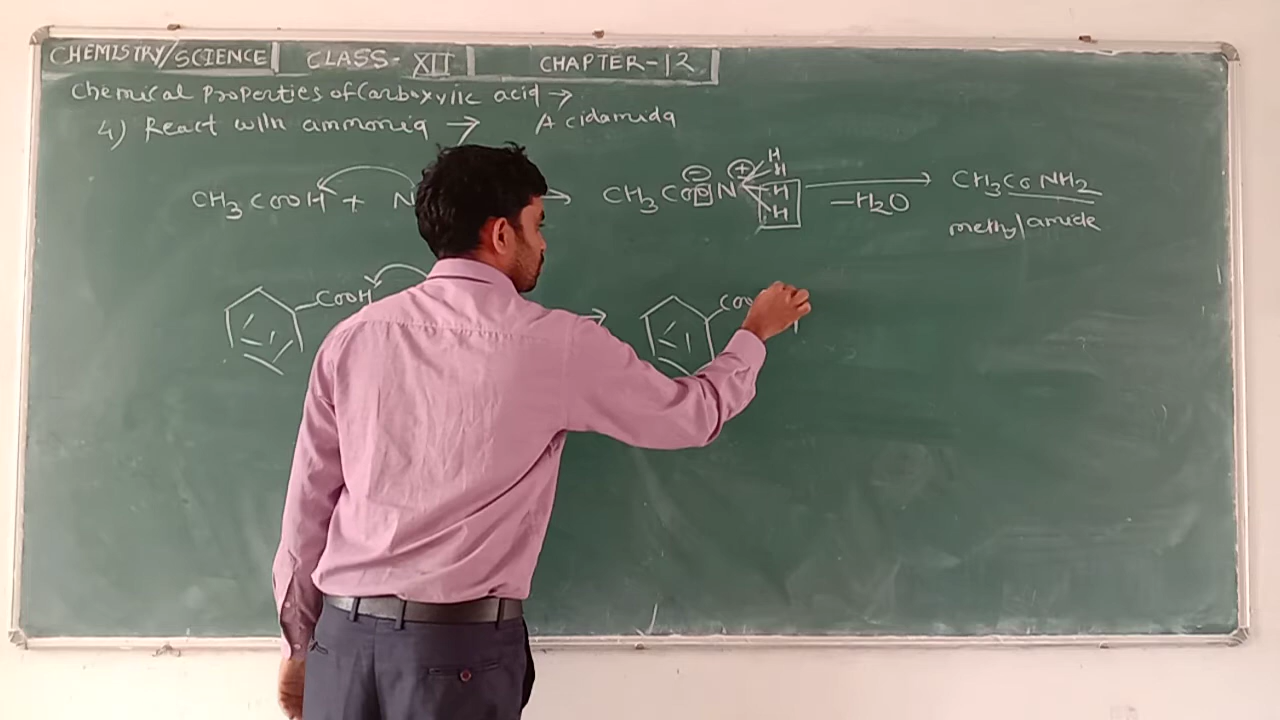 CHEMISTRY/SCIENCE CLASS-XII CHAPTER-12
Chemical Properties of Carboxylic acid →
4) React with ammonia → Acidamida
CH3COOH + N → CH3COO⊖ N⊕ H H H H → -H2O CH3CONH2
methylamide
COOH → COO